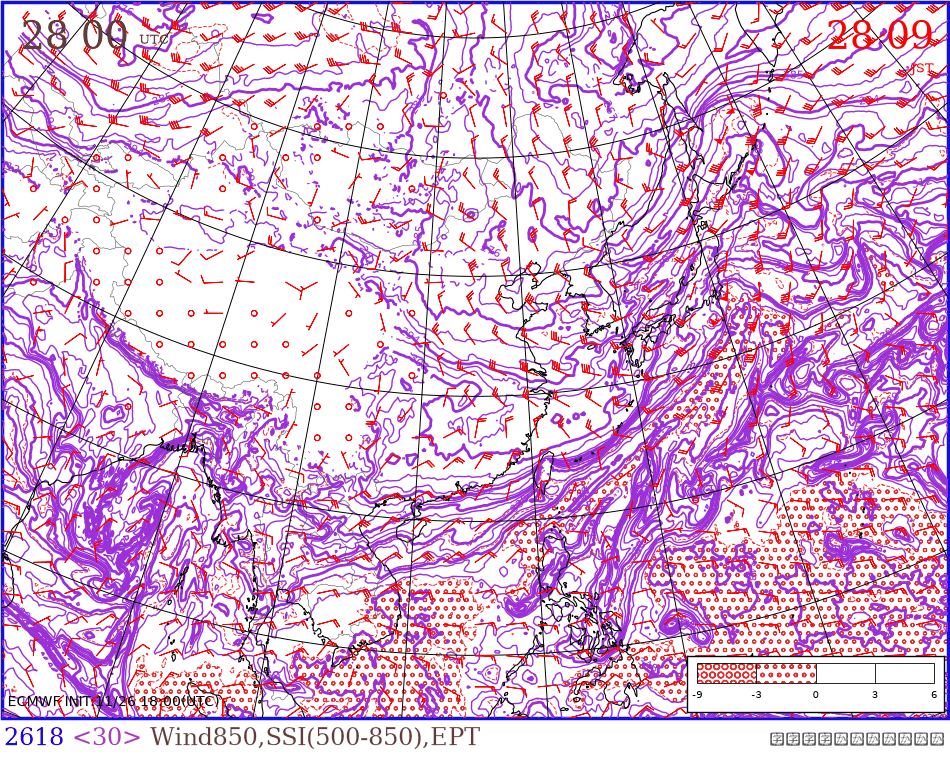 28 00 UTC
28 09
JST
ECMWF INIT:11/26 18:00(UTC)
-9 -3 0 3 6
2618 <30> Wind850,SSI(500-850),EPT